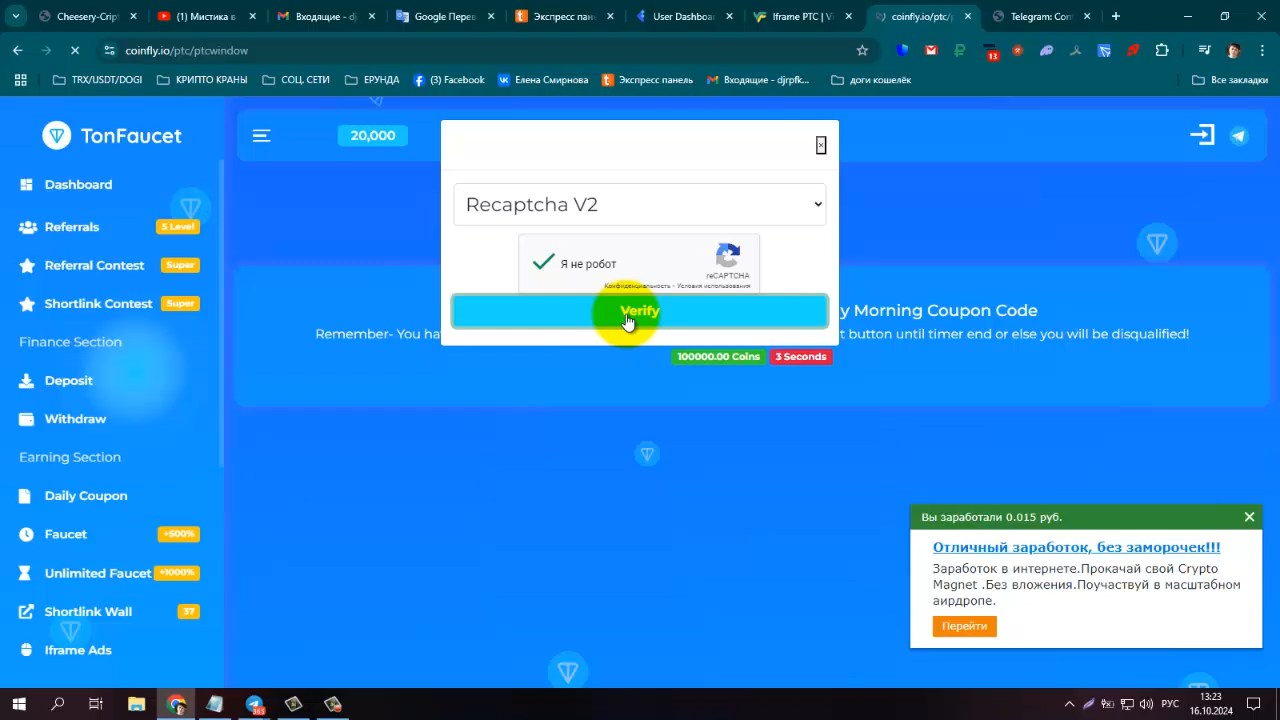 Cheesery-Cript
(1) Мистика в
Входящие - dj
Google Перев
Экспресс пан
User Dashboa
Iframe PTC | V
coinfly.io/ptc/p
Telegram: Con
coinfly.io/ptc/ptcwindow
13
TRX/USDT/DOGI
КРИПТО КРАНЫ
СОЦ. СЕТИ
ЕРУНДА
(3) Facebook
Елена Смирнова
Экспресс панель
Входящие - djrpfk...
доги кошелёк
Все закладки
TonFaucet
20,000
×
Dashboard
Recaptcha V2
Referrals 5 Level
Referral Contest Super
Я не робот
reCAPTCHA
Конфиденциальность - Условия использования
Shortlink Contest Super
Verify
y Morning Coupon Code
Remember- You ha
t button until timer end or else you will be disqualified!
100000.00 Coins 3 Seconds
Finance Section
Deposit
Withdraw
Earning Section
Daily Coupon
Faucet +500%
Unlimited Faucet +1000%
Shortlink Wall 37
Iframe Ads
Вы заработали 0.015 руб.
Отличный заработок, без заморочек!!!
Заработок в интернете.Прокачай свой Crypto
Magnet .Без вложения.Поучаствуй в масштабном
аирдропе.
Перейти
РУС
13:23
16.10.2024